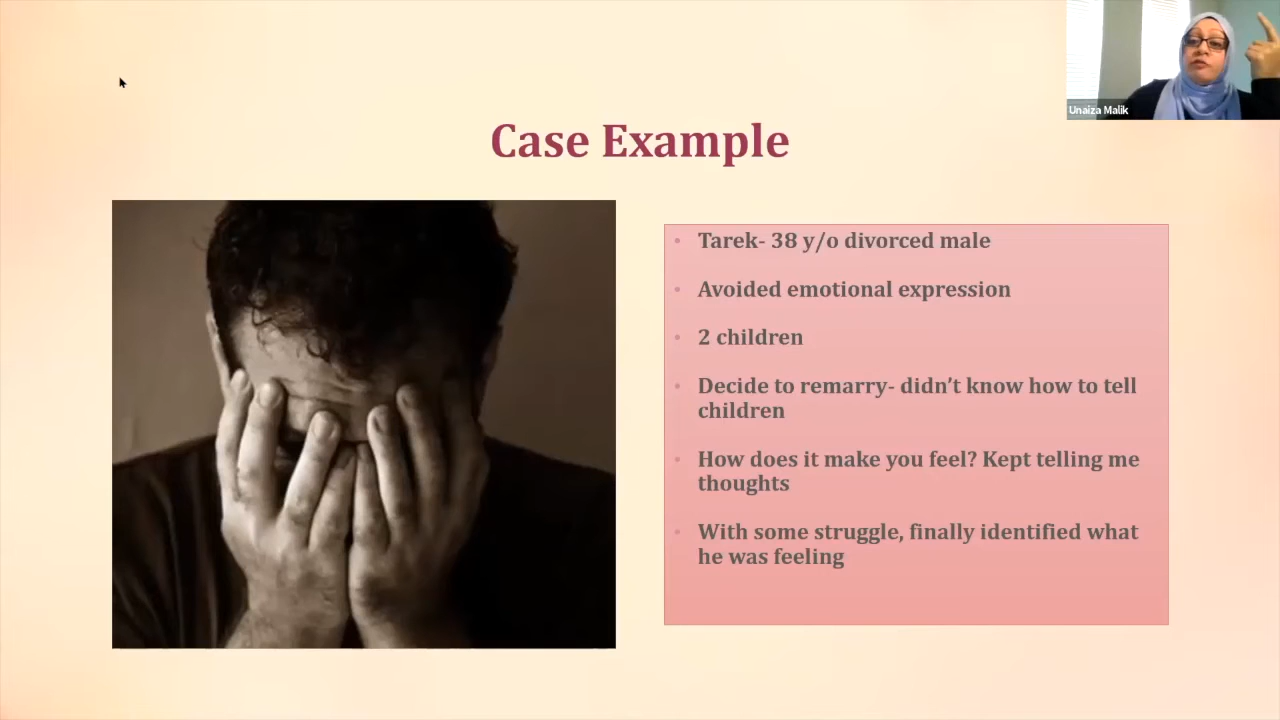 Unaiza Malik
Case Example
Tarek- 38 y/o divorced male
Avoided emotional expression
2 children
Decide to remarry- didn't know how to tell
children
How does it make you feel? Kept telling me
thoughts
With some struggle, finally identified what
he was feeling